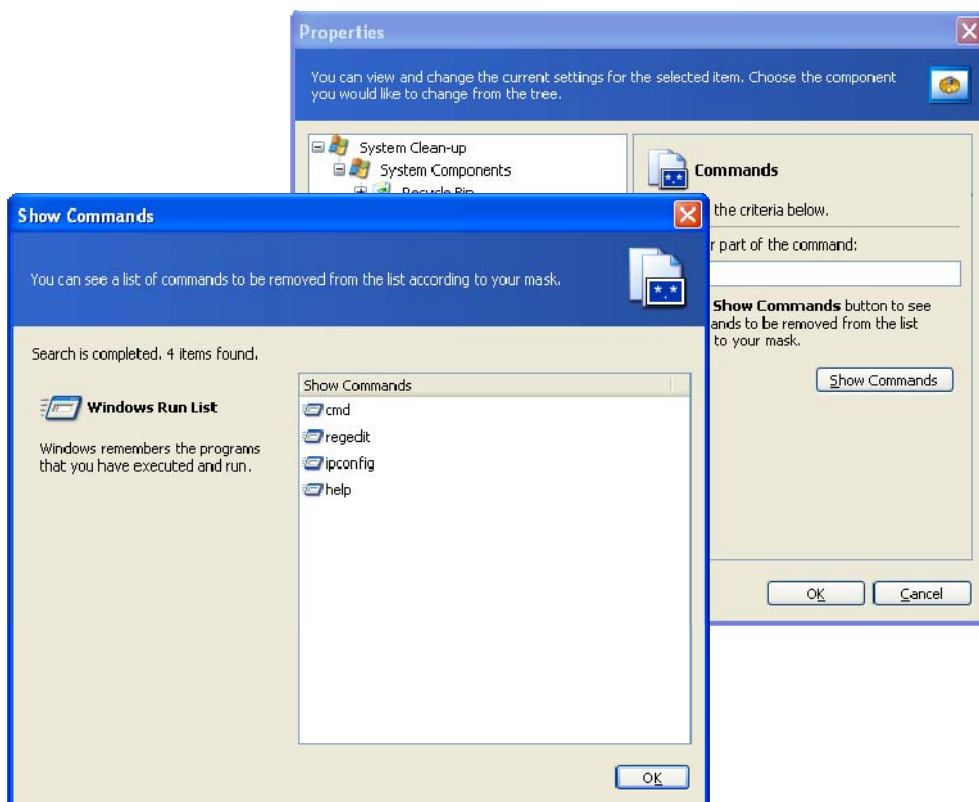 Properties
You can view and change the current settings for the selected item. Choose the component
you would like to change from the tree.
System Clean-up
System Components
Recycle Bin
Commands
the criteria below.
r part of the command:
Show Commands button to see
ands to be removed from the list
to your mask.
Show Commands
OK
Cancel
Show Commands
You can see a list of commands to be removed from the list according to your mask.
*.*
Search is completed. 4 items found.
Windows Run List
Windows remembers the programs
that you have executed and run.
Show Commands
cmd
regedit
ipconfig
help
OK